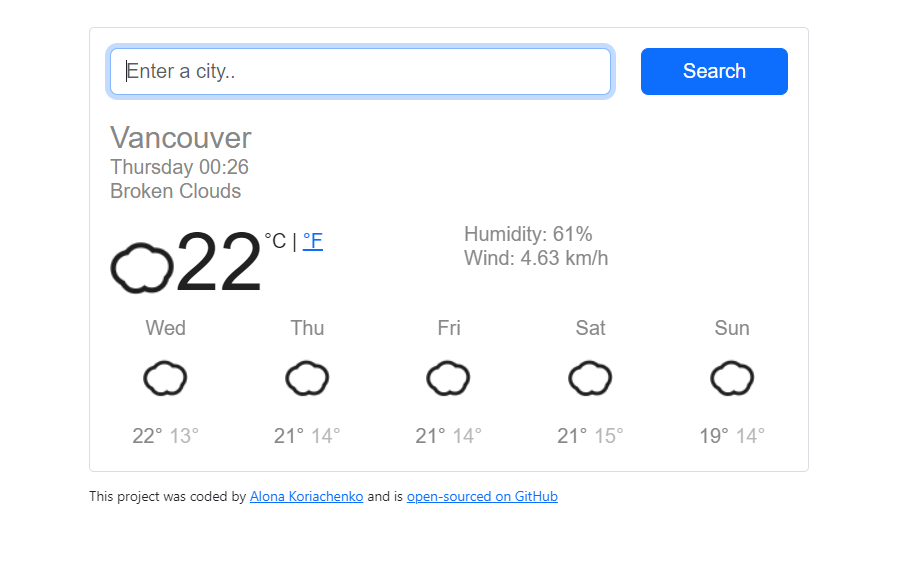 Enter a city..
Search
Vancouver
Thursday 00:26
Broken Clouds
22 °C | °F
Humidity: 61%
Wind: 4.63 km/h
Wed Thu Fri Sat Sun
22° 13° 21° 14° 21° 14° 21° 15° 19° 14°
This project was coded by Alona Koriachenko and is open-sourced on GitHub